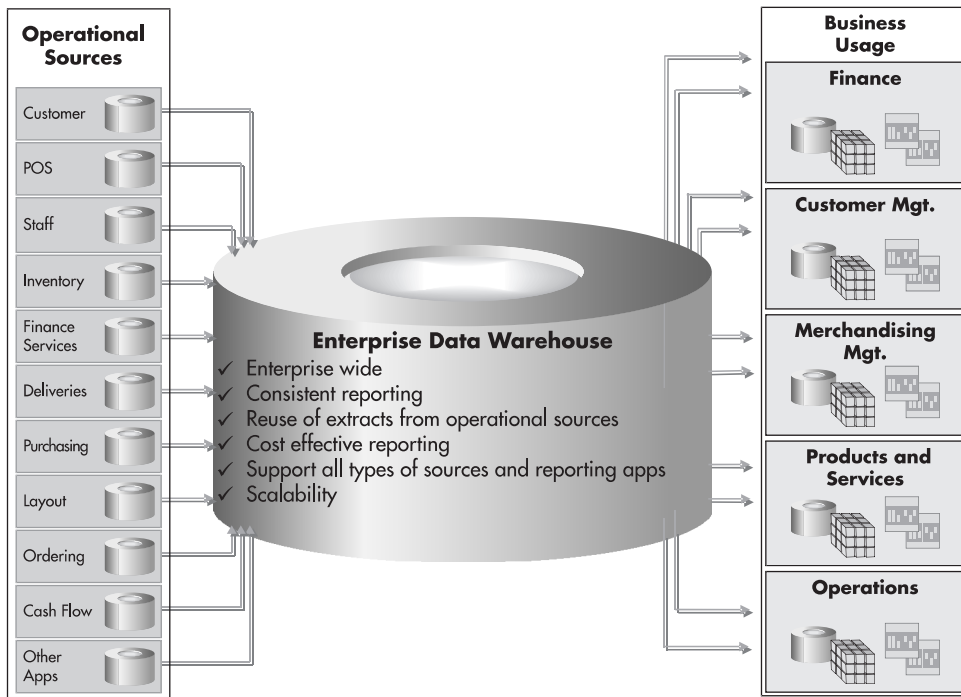 Operational
Sources
Customer
POS
Staff
Inventory
Finance
Services
Deliveries
Purchasing
Layout
Ordering
Cash Flow
Other
Apps
Enterprise Data Warehouse
✓ Enterprise wide
✓ Consistent reporting
✓ Reuse of extracts from operational sources
✓ Cost effective reporting
✓ Support all types of sources and reporting apps
✓ Scalability
Business
Usage
Finance
Customer Mgt.
Merchandising
Mgt.
Products and
Services
Operations